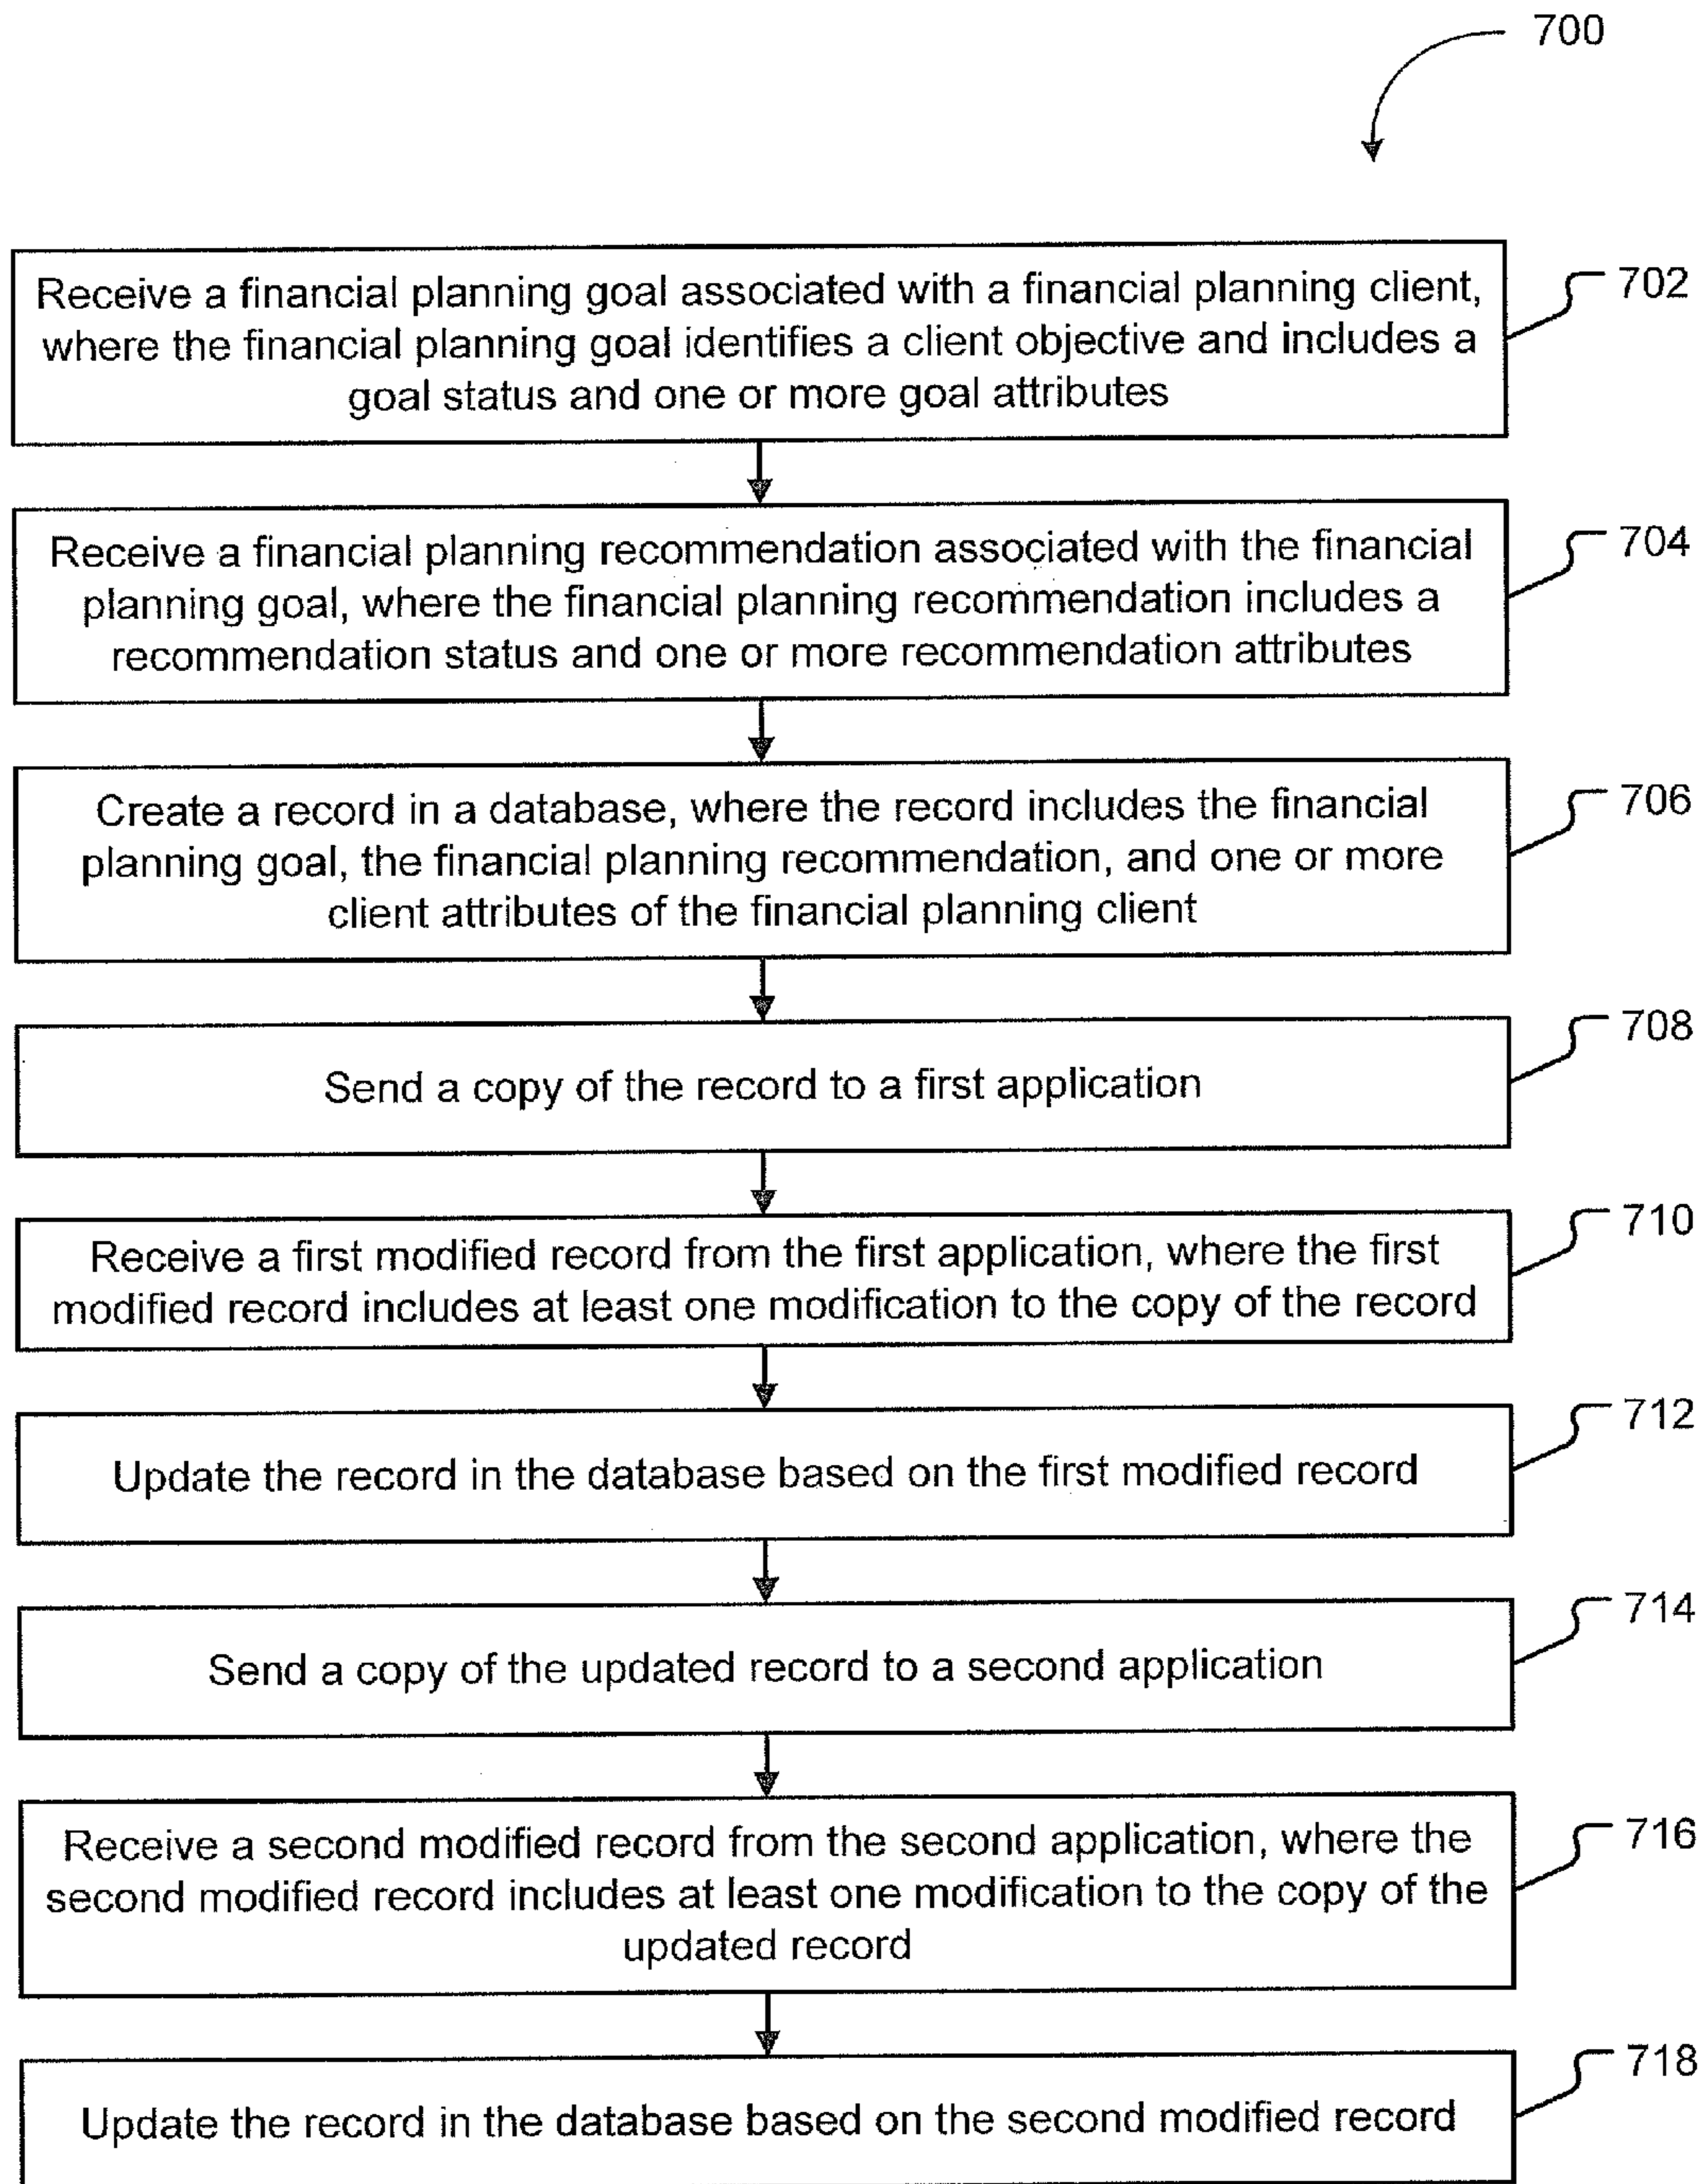 700
Receive a financial planning goal associated with a financial planning client,
where the financial planning goal identifies a client objective and includes a
goal status and one or more goal attributes
702
Receive a financial planning recommendation associated with the financial
planning goal, where the financial planning recommendation includes a
recommendation status and one or more recommendation attributes
704
Create a record in a database, where the record includes the financial
planning goal, the financial planning recommendation, and one or more
client attributes of the financial planning client
706
Send a copy of the record to a first application
708
Receive a first modified record from the first application, where the first
modified record includes at least one modification to the copy of the record
710
Update the record in the database based on the first modified record
712
Send a copy of the updated record to a second application
714
Receive a second modified record from the second application, where the
second modified record includes at least one modification to the copy of the
updated record
716
Update the record in the database based on the second modified record
718